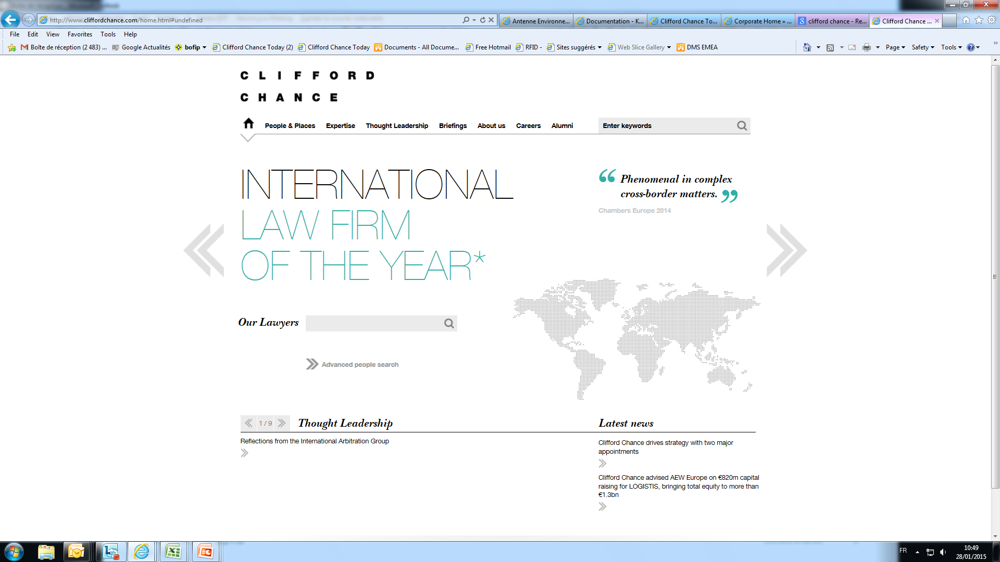 http://www.cliffordchance.com/home.html#undefined
Antenne Environne...
Documentation - K...
Clifford Chance To...
Corporate Home » ...
clifford chance - Re...
Clifford Chance ...
File Edit View Favorites Tools Help
Boîte de réception (2 483) ... Google Actualités bofip Clifford Chance Today (2) Clifford Chance Today Documents - All Docume... Free Hotmail RFID - Sites suggérés Web Slice Gallery DMS EMEA Page Safety Tools
CLIFFORD
CHANCE
People & Places Expertise Thought Leadership Briefings About us Careers Alumni Enter keywords
INTERNATIONAL
LAW FIRM
OF THE YEAR*
“ Phenomenal in complex
cross-border matters. ”
Chambers Europe 2014
Our Lawyers
Advanced people search
1 / 9 Thought Leadership
Reflections from the International Arbitration Group
Latest news
Clifford Chance drives strategy with two major
appointments
Clifford Chance advised AEW Europe on €820m capital
raising for LOGISTIS, bringing total equity to more than
€1.3bn
FR
10:49
28/01/2015